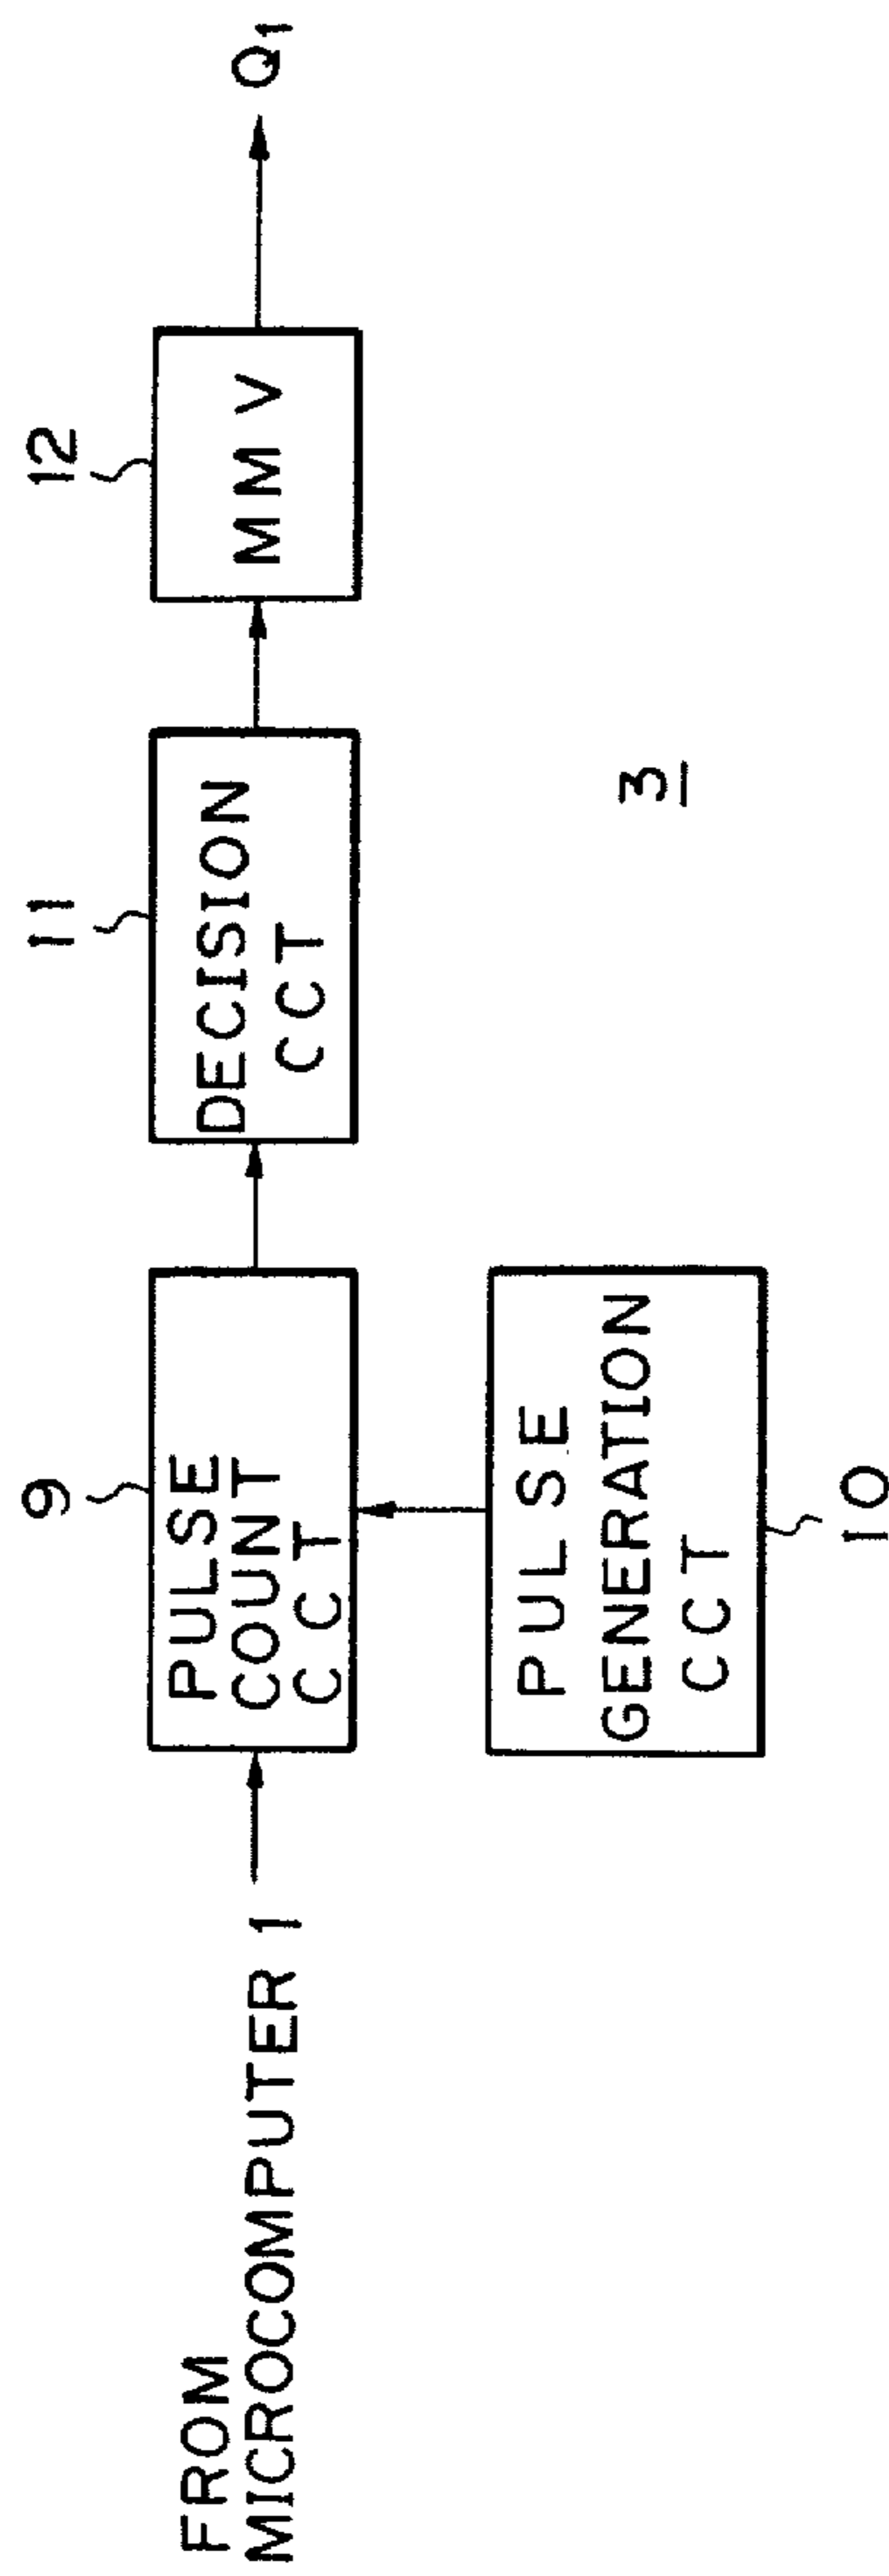 FROM
MICROCOMPUTER 1
9
PULSE
COUNT
CCT
11
DECISION
CCT
12
MMV
Q1
PULSE
GENERATION
CCT
10
3